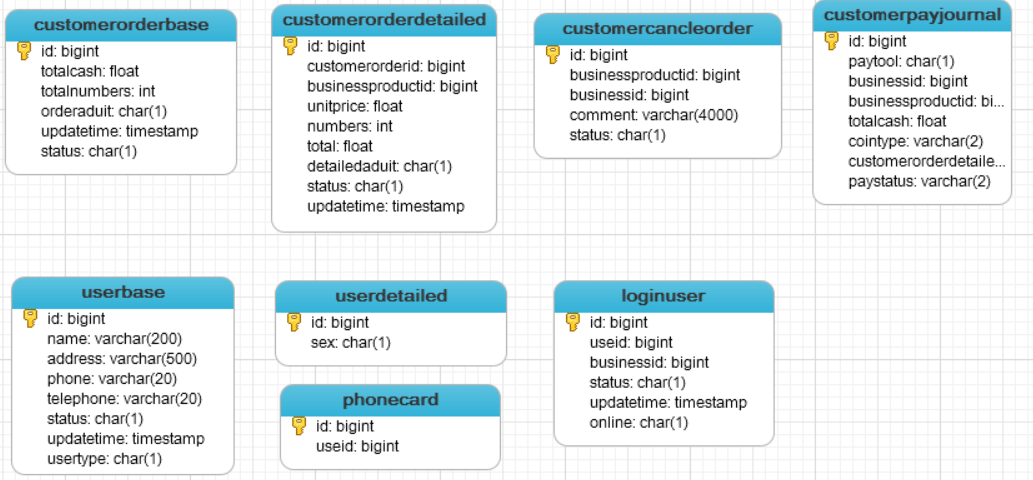 customerorderbase
id: bigint
totalcash: float
totalnumbers: int
orderaduit: char(1)
updatetime: timestamp
status: char(1)
customerorderdetailed
id: bigint
customerorderid: bigint
businessproductid: bigint
unitprice: float
numbers: int
total: float
detailedaduit: char(1)
status: char(1)
updatetime: timestamp
customercancleorder
id: bigint
businessproductid: bigint
businessid: bigint
comment: varchar(4000)
status: char(1)
customerpayjournal
id: bigint
paytool: char(1)
businessid: bigint
businessproductid: bi...
totalcash: float
cointype: varchar(2)
customerorderdetaile...
paystatus: varchar(2)
userbase
id: bigint
name: varchar(200)
address: varchar(500)
phone: varchar(20)
telephone: varchar(20)
status: char(1)
updatetime: timestamp
usertype: char(1)
userdetailed
id: bigint
sex: char(1)
phonecard
id: bigint
useid: bigint
loginuser
id: bigint
useid: bigint
businessid: bigint
status: char(1)
updatetime: timestamp
online: char(1)